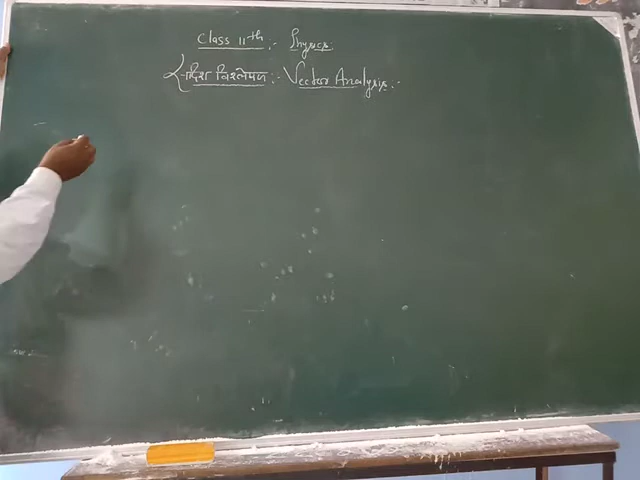 Class 11th :- Physics
सदिश विश्लेषण :- Vector Analysis :-